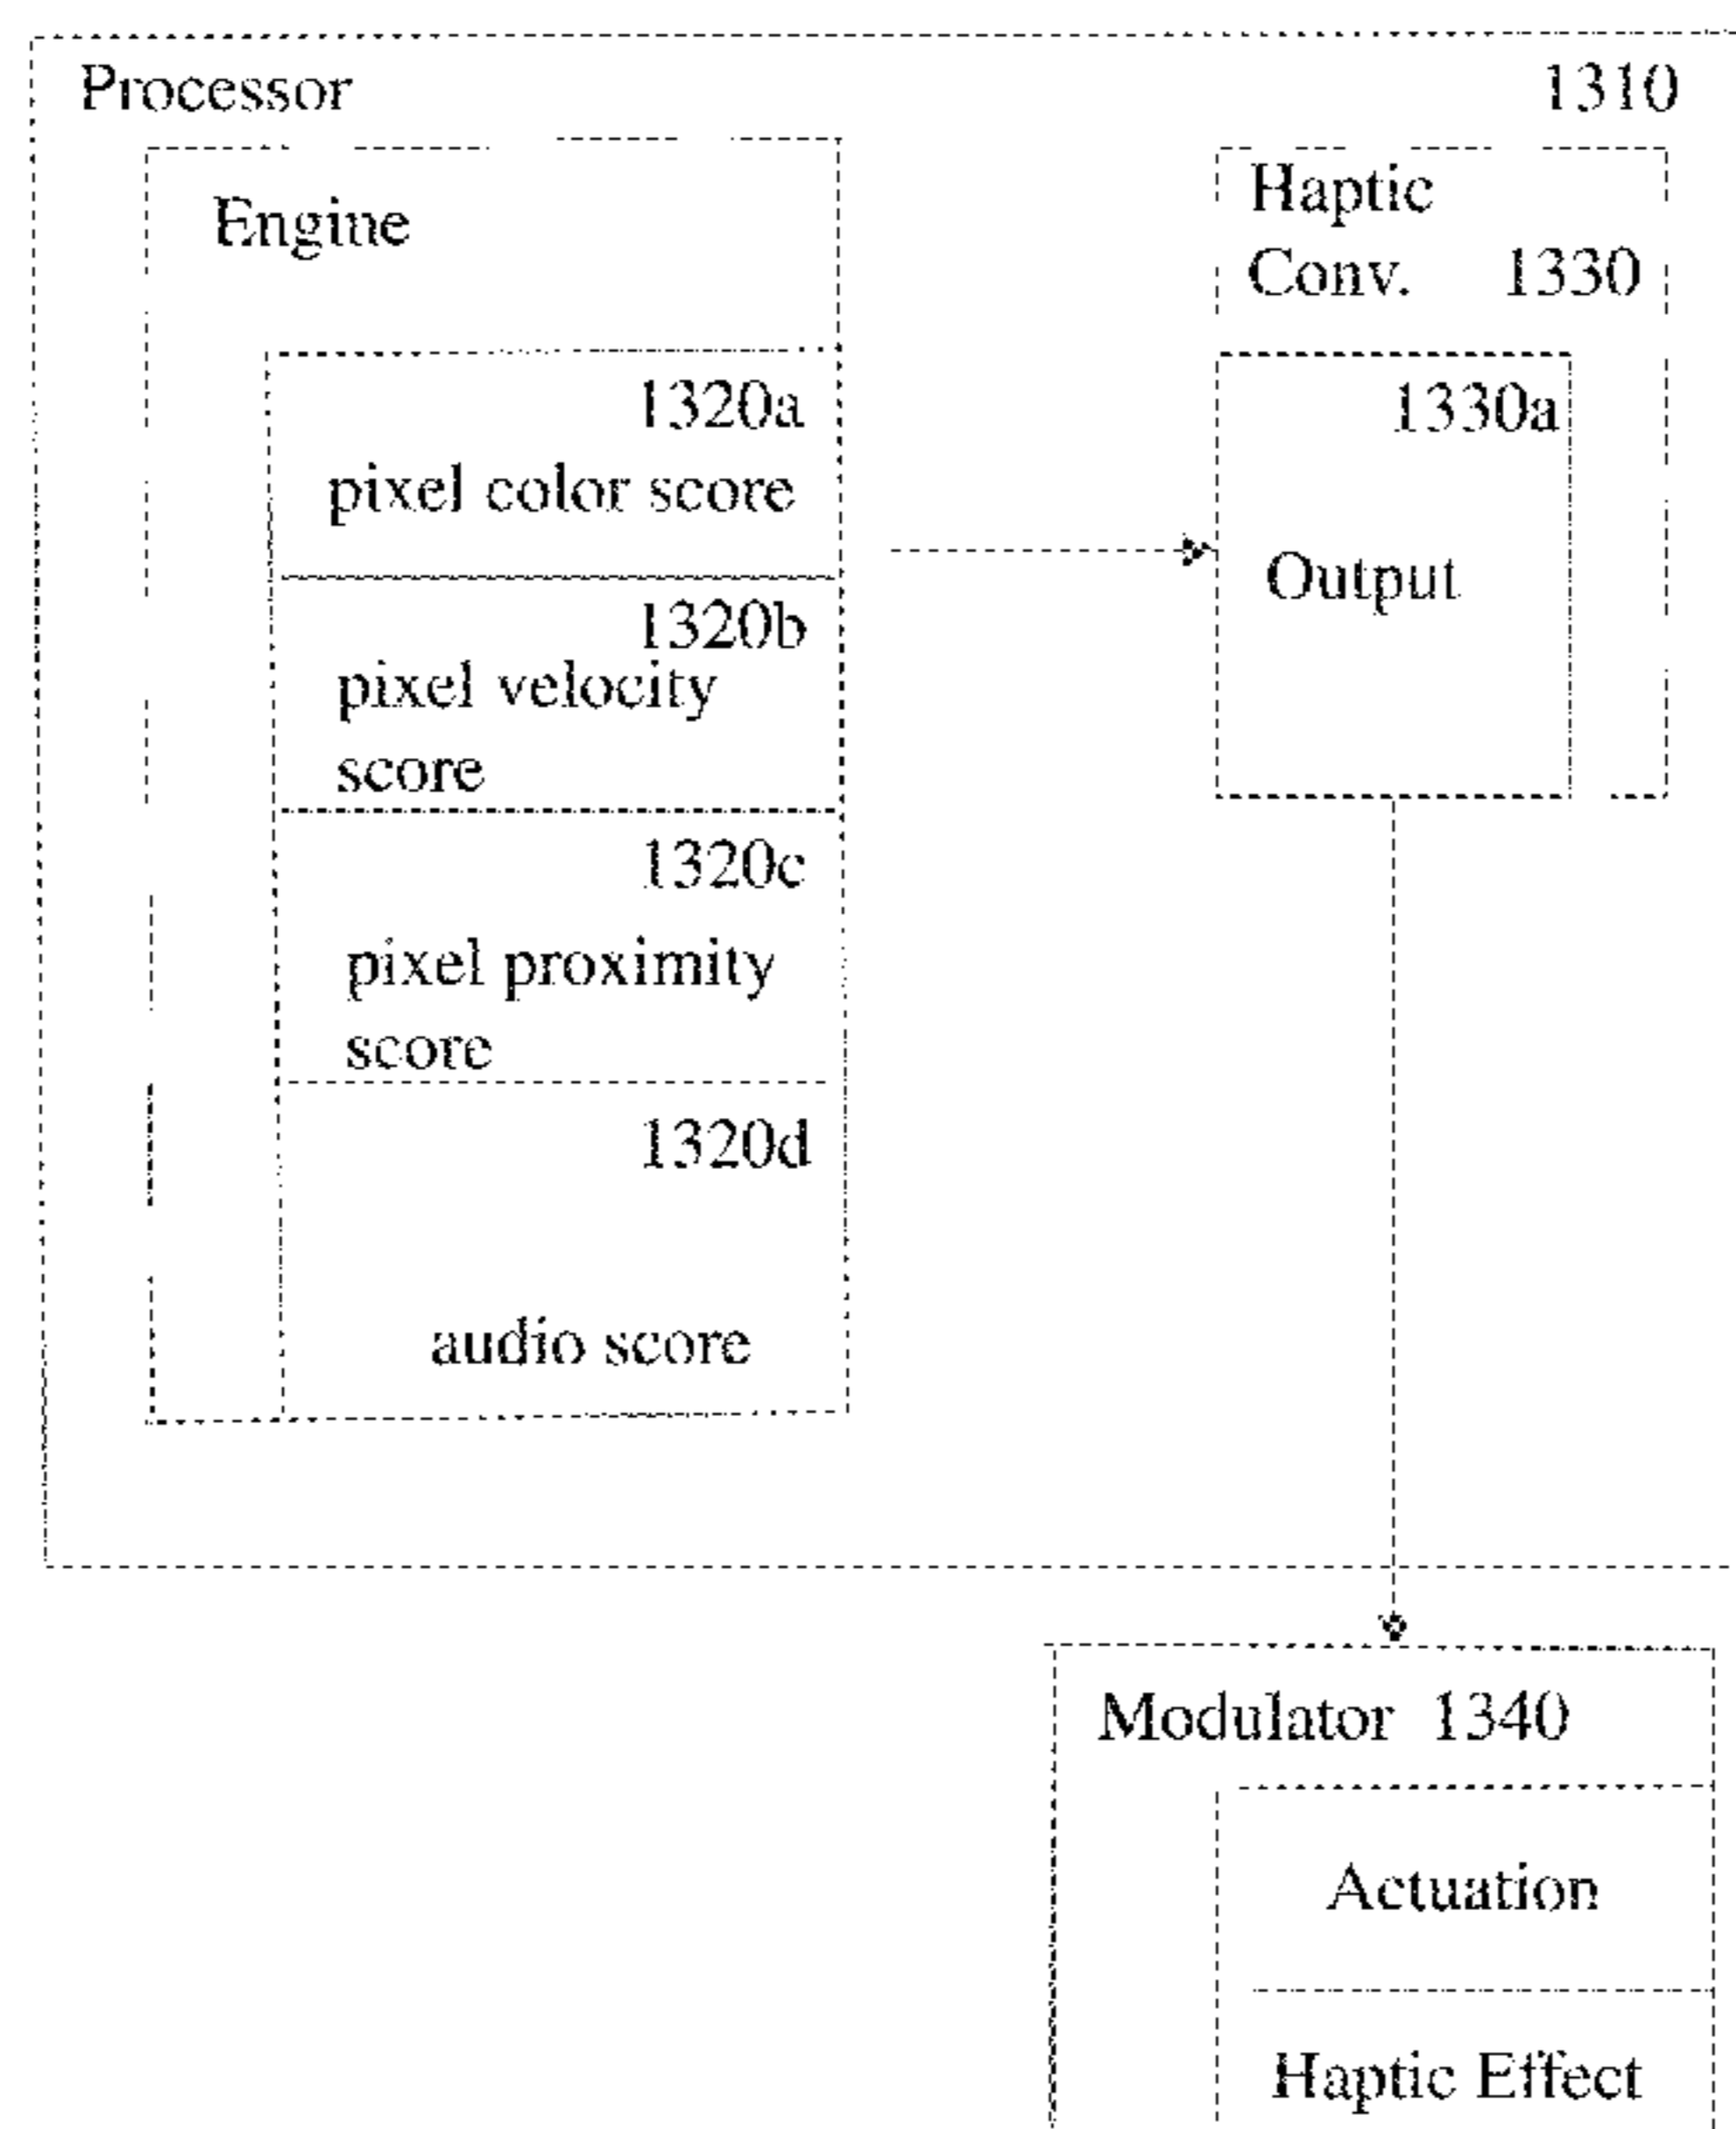 Processor 1310
Engine
1320a
pixel color score
1320b
pixel velocity
score
1320c
pixel proximity
score
1320d
audio score
Haptic
Conv. 1330
1330a
Output
Modulator 1340
Actuation
Haptic Effect